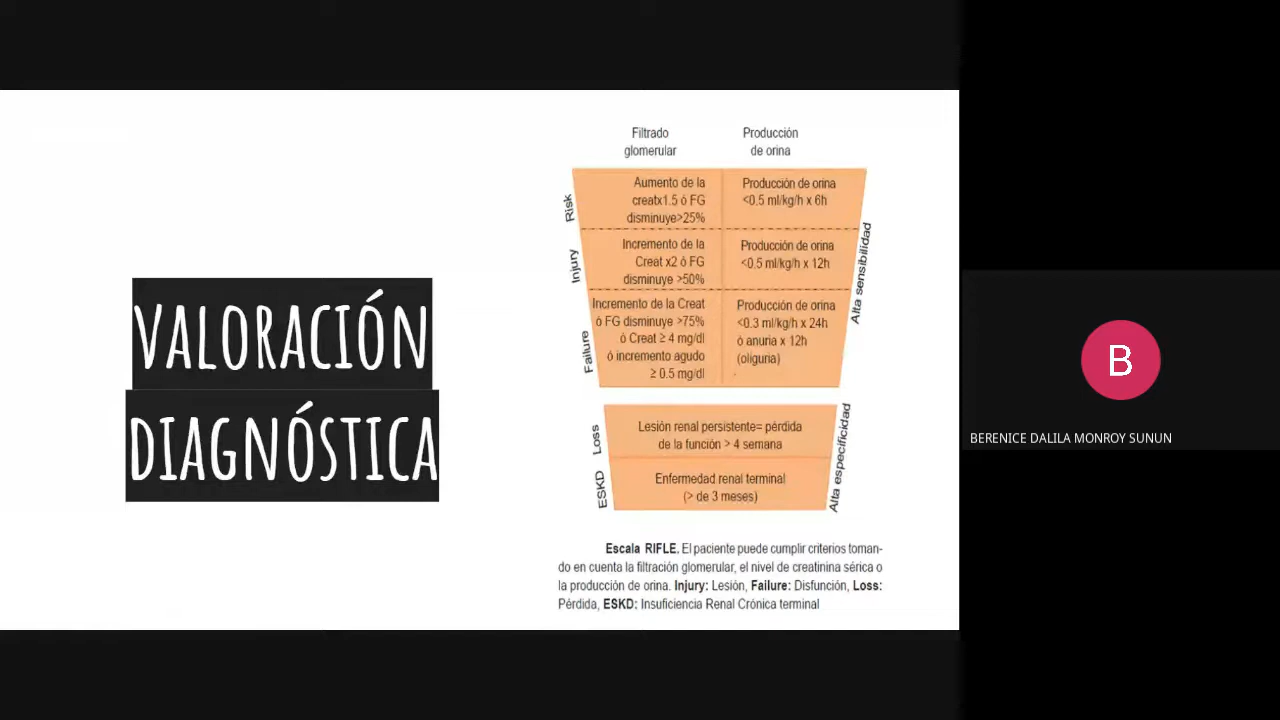 VALORACIÓN
DIAGNÓSTICA
Filtrado
glomerular
Producción
de orina
Risk
Aumento de la
creatx1.5 ó FG
disminuye>25%
Producción de orina
<0.5 ml/kg/h x 6h
Injury
Incremento de la
Creat x2 ó FG
disminuye >50%
Producción de orina
<0.5 ml/kg/h x 12h
Failure
Incremento de la Creat
ó FG disminuye >75%
ó Creat ≥ 4 mg/dl
ó incremento agudo
≥ 0.5 mg/dl
Producción de orina
<0.3 ml/kg/h x 24h
ò anuria x 12h
(oliguria)
Alta sensibilidad
Loss
Lesión renal persistente= pérdida
de la función > 4 semana
ESKD
Enfermedad renal terminal
(> de 3 meses)
Alta especificidad
Escala RIFLE. El paciente puede cumplir criterios toman-
do en cuenta la filtración glomerular, el nivel de creatinina sérica o
la producción de orina. Injury: Lesión, Failure: Disfunción, Loss:
Pérdida, ESKD: Insuficiencia Renal Crónica terminal
B
BERENICE DALILA MONROY SUNUN